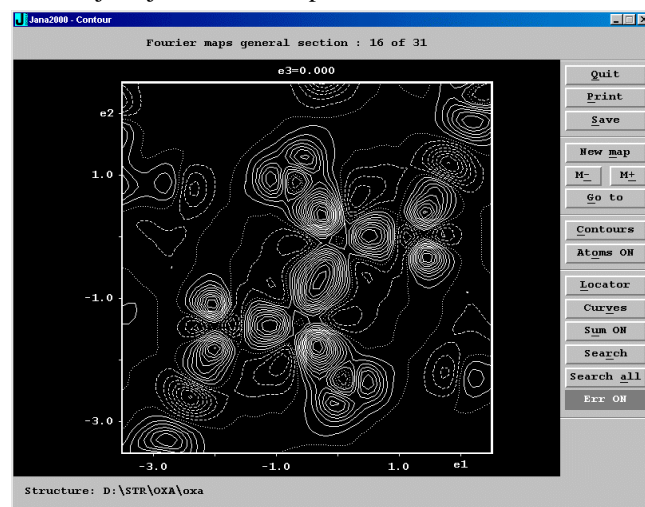 Jana2000 - Contour
Fourier maps general section : 16 of 31
e3=0.000
e2
1.0
-1.0
-3.0
-3.0
-1.0
1.0
e1
Quit
Print
Save
New map
M- M+
Go to
Contours
Atoms ON
Locator
Curves
Sum ON
Search
Search all
Err ON
Structure: D:\STR\OXA\oxa